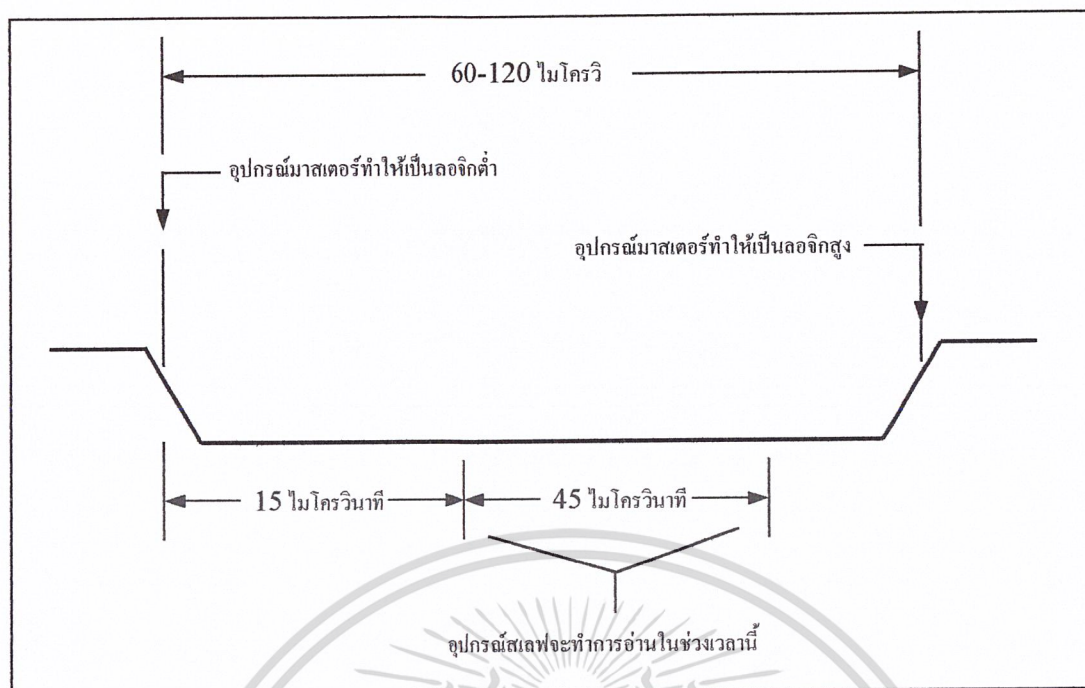 60-120 ไมโครวิ
อุปกรณ์มาสเตอร์ทำให้เป็นลอจิกต่ำ
อุปกรณ์มาสเตอร์ทำให้เป็นลอจิกสูง
15 ไมโครวินาที
45 ไมโครวินาที
อุปกรณ์สเลฟจะทำการอ่านในช่วงเวลานี้